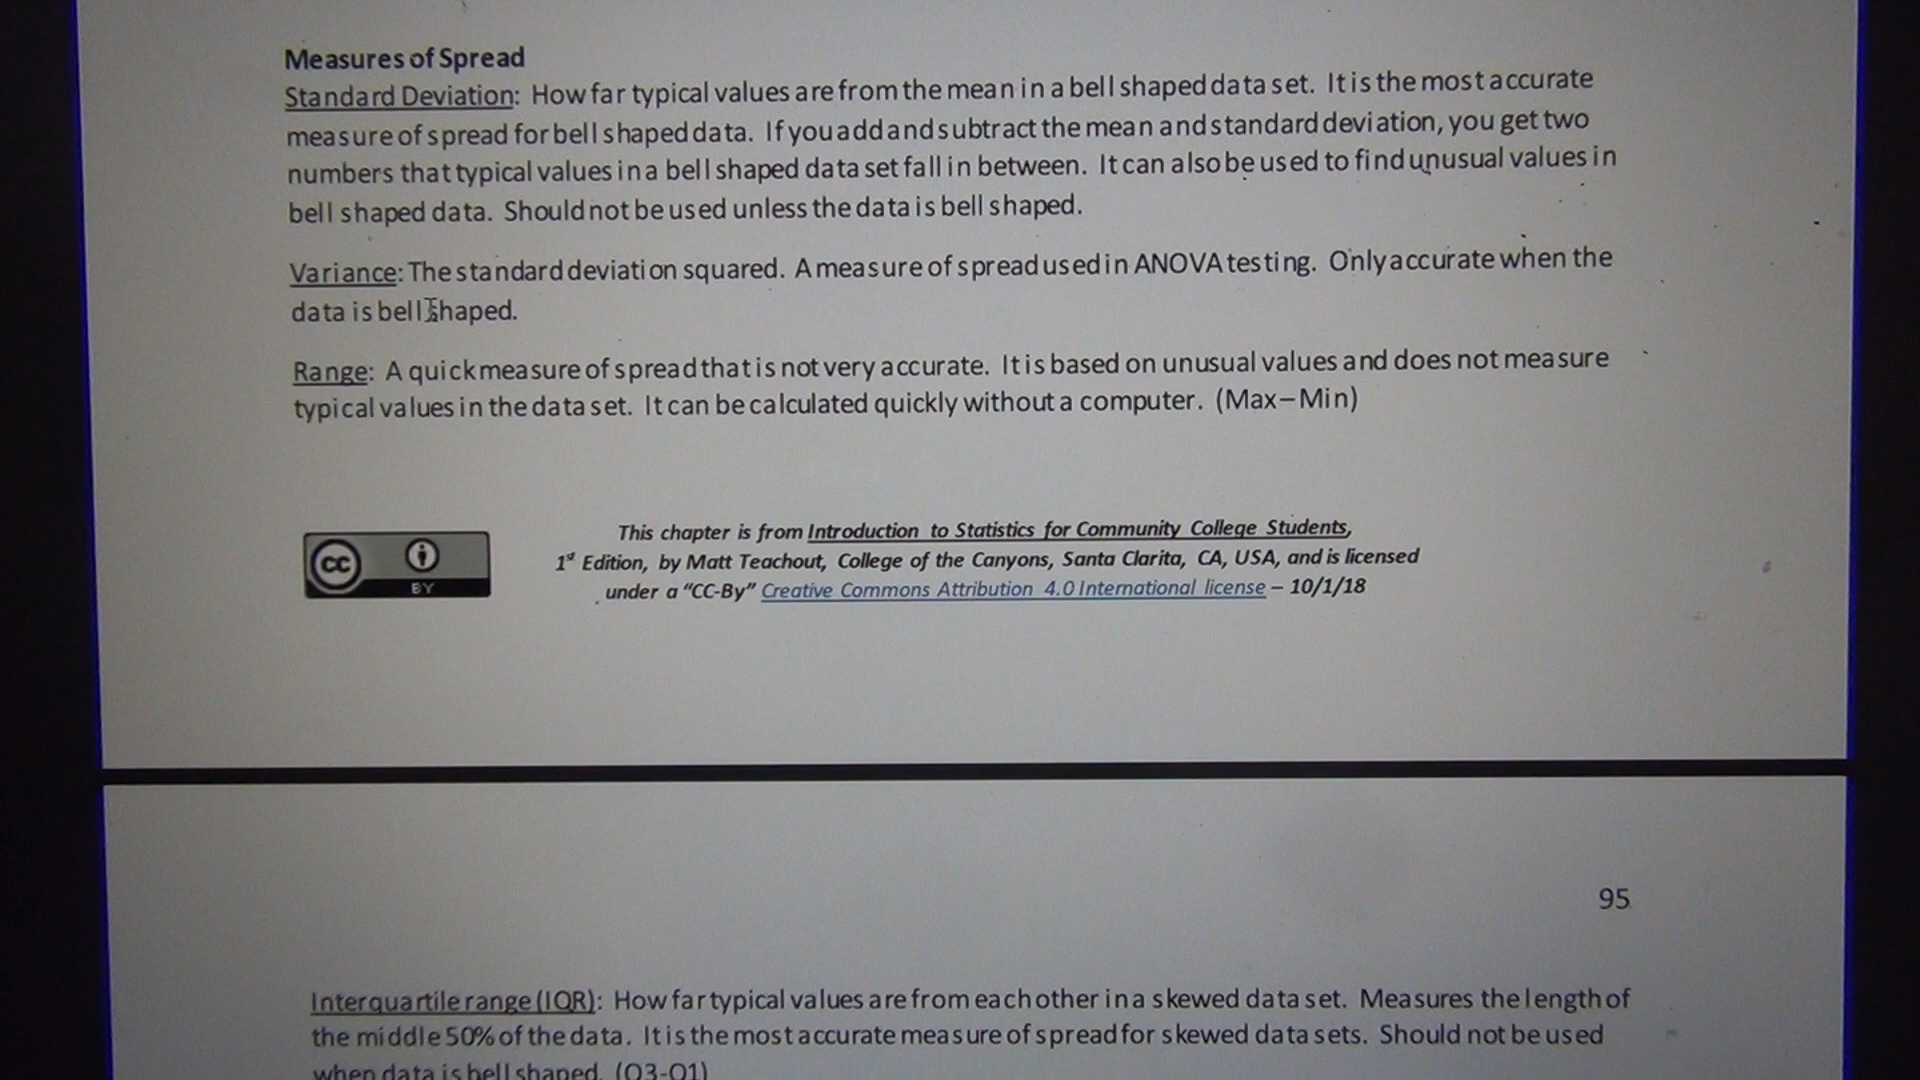 Measures of Spread
Standard Deviation: How far typical values are from the mean in a bell shaped data set. It is the most accurate
measure of spread for bell shaped data. If you add and subtract the mean and standard deviation, you get two
numbers that typical values in a bell shaped data set fall in between. It can also be used to find unusual values in
bell shaped data. Should not be used unless the data is bell shaped.
Variance: The standard deviation squared. A measure of spread used in ANOVA testing. Only accurate when the
data is bell shaped.
Range: A quick measure of spread that is not very accurate. It is based on unusual values and does not measure
typical values in the data set. It can be calculated quickly without a computer. (Max – Min)
This chapter is from Introduction to Statistics for Community College Students,
1st Edition, by Matt Teachout, College of the Canyons, Santa Clarita, CA, USA, and is licensed
under a “CC-By” Creative Commons Attribution 4.0 International license – 10/1/18
cc
BY
95
Interquartile range (IQR): How far typical values are from each other in a skewed data set. Measures the length of
the middle 50% of the data. It is the most accurate measure of spread for skewed data sets. Should not be used
when data is bell shaped. (Q3-Q1)